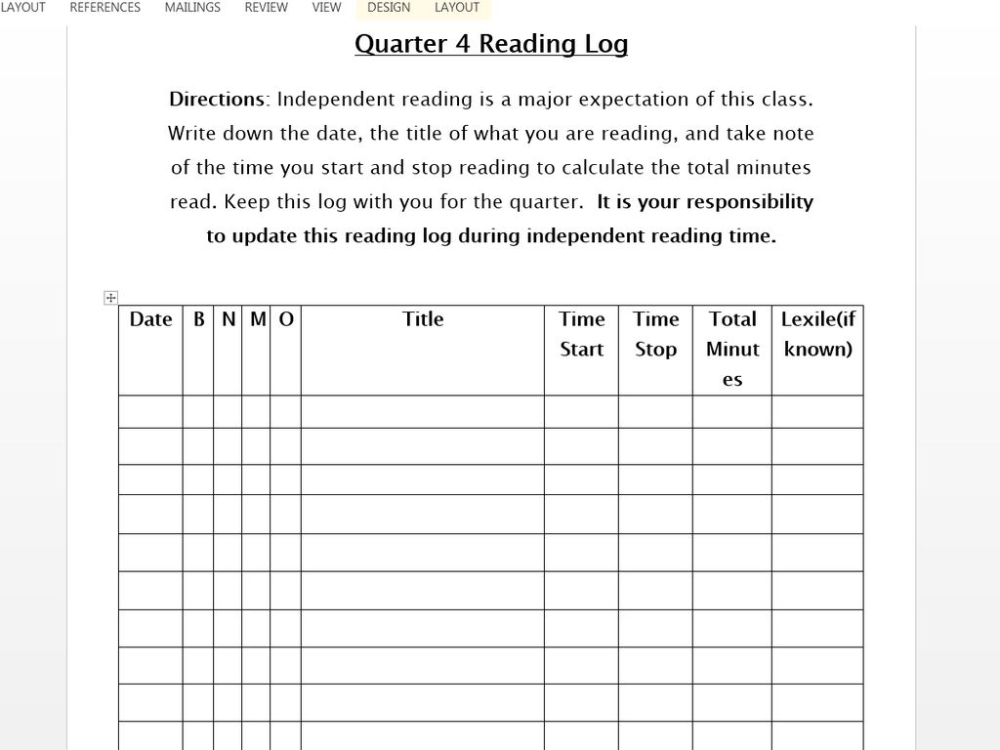 LAYOUT REFERENCES MAILINGS REVIEW VIEW DESIGN LAYOUT
Quarter 4 Reading Log
Directions: Independent reading is a major expectation of this class.
Write down the date, the title of what you are reading, and take note
of the time you start and stop reading to calculate the total minutes
read. Keep this log with you for the quarter. It is your responsibility
to update this reading log during independent reading time.
Date B N M O Title Time Time Total Lexile(if
Start Stop Minut known)
es